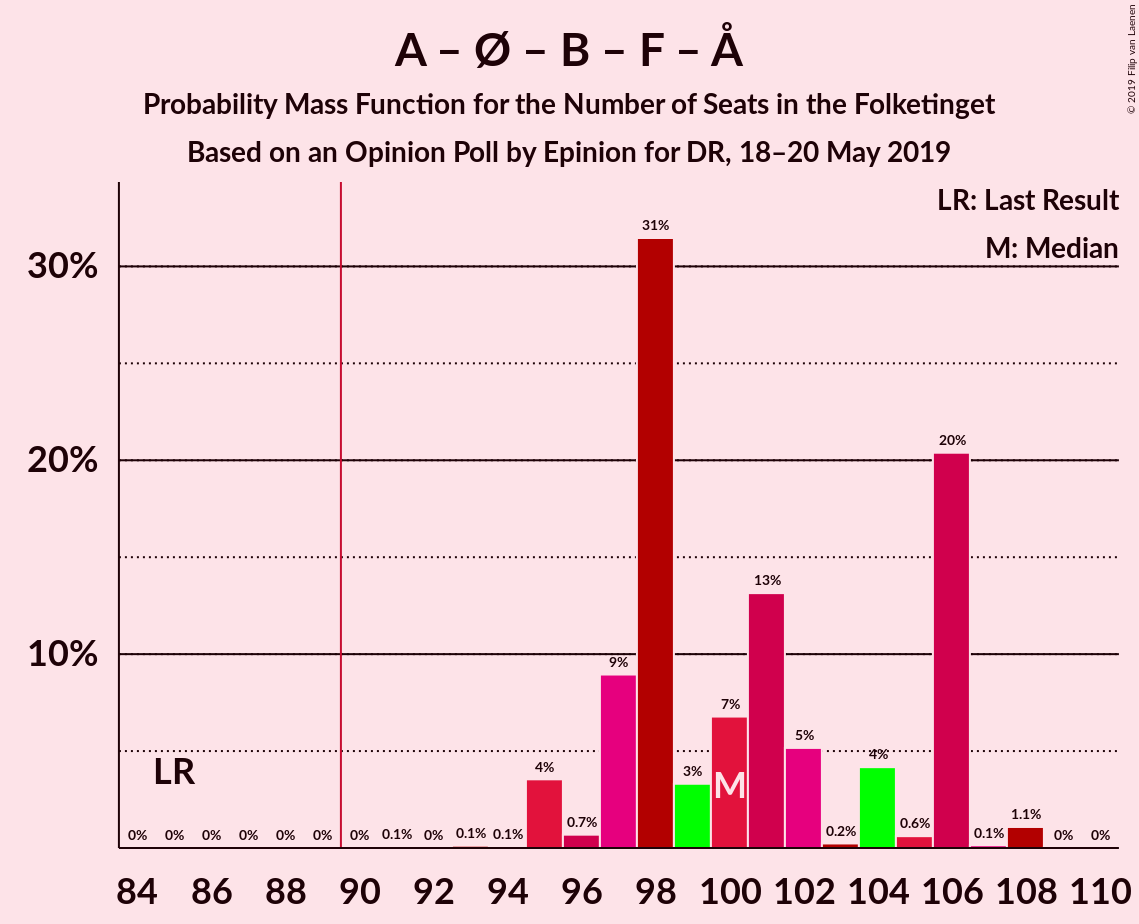 A – Ø – B – F – Å
Probability Mass Function for the Number of Seats in the Folketinget
Based on an Opinion Poll by Epinion for DR, 18–20 May 2019
© 2019 Filip van Laenen
LR: Last Result
M: Median
30%
20%
10%
31%
20%
13%
9%
7%
5%
4%
4%
3%
M
LR
0% 0% 0% 0% 0% 0% 0% 0.1% 0% 0.1% 0.1% 0.7% 0.2% 0.6% 0.1% 1.1% 0% 0%
84 86 88 90 92 94 96 98 100 102 104 106 108 110